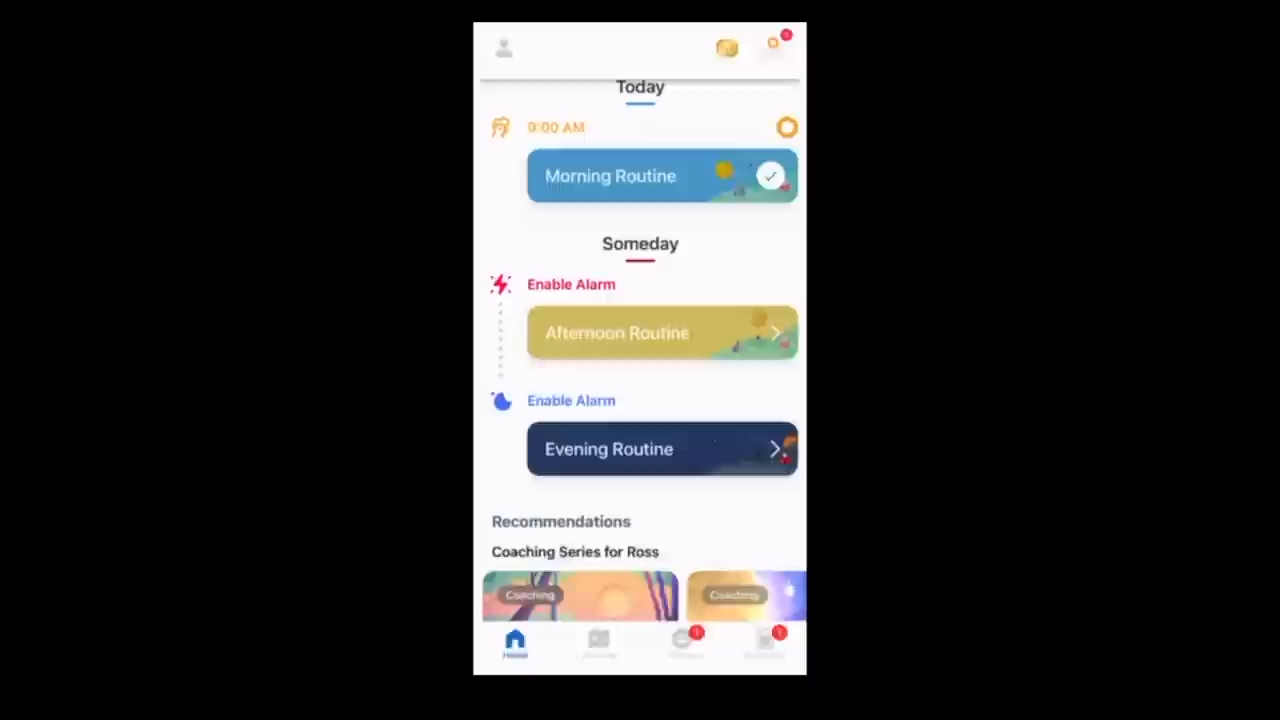 Today
9:00 AM
Morning Routine
Someday
Enable Alarm
Afternoon Routine
Enable Alarm
Evening Routine
Recommendations
Coaching Series for Ross
Coaching
Coaching
Home